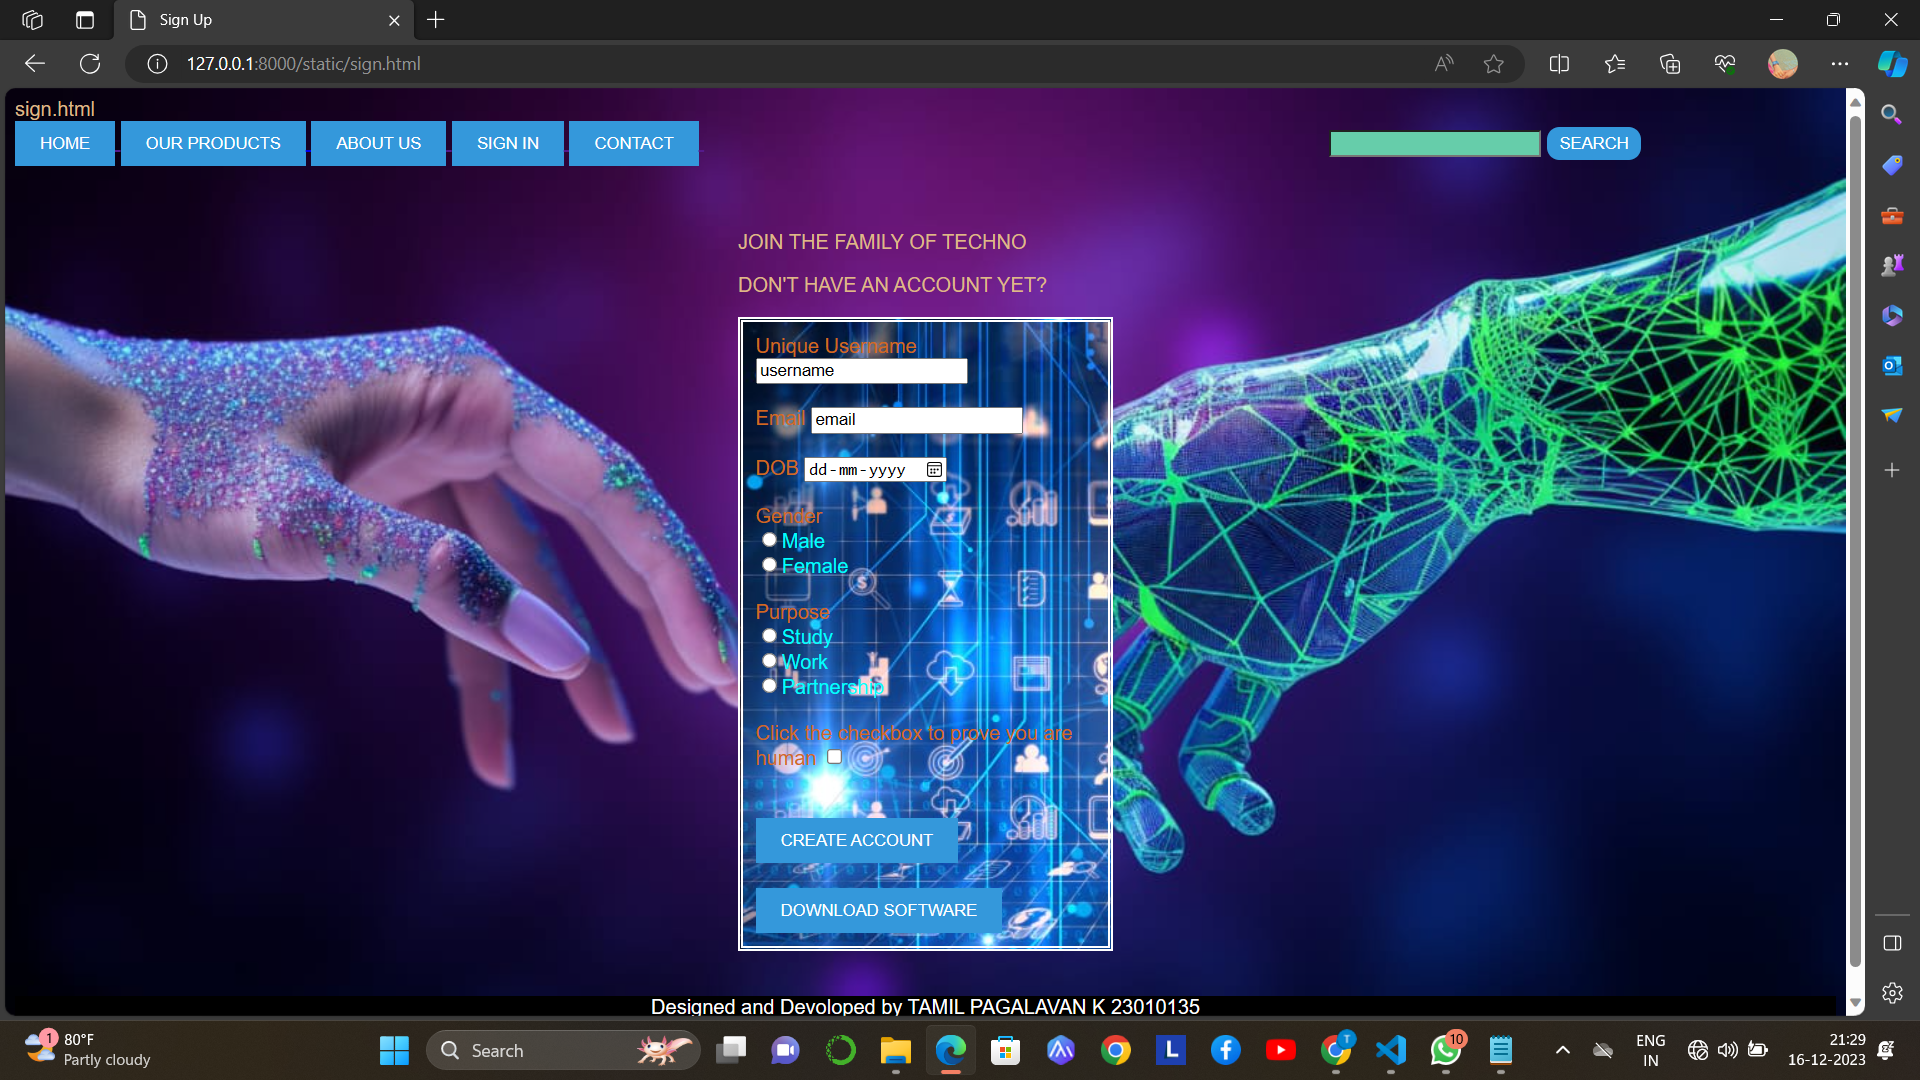 Sign Up
127.0.0.1:8000/static/sign.html
sign.html
HOME OUR PRODUCTS ABOUT US SIGN IN CONTACT SEARCH
JOIN THE FAMILY OF TECHNO
DON'T HAVE AN ACCOUNT YET?
Unique Username
username
Email email
DOB dd-mm-yyyy
Gender
Male
Female
Purpose
Study
Work
Partnership
Click the checkbox to prove you are
human
CREATE ACCOUNT
DOWNLOAD SOFTWARE
Designed and Devoloped by TAMIL PAGALAVAN K 23010135
1
80°F
Partly cloudy
Search
L
T
10
ENG
IN
21:29
16-12-2023